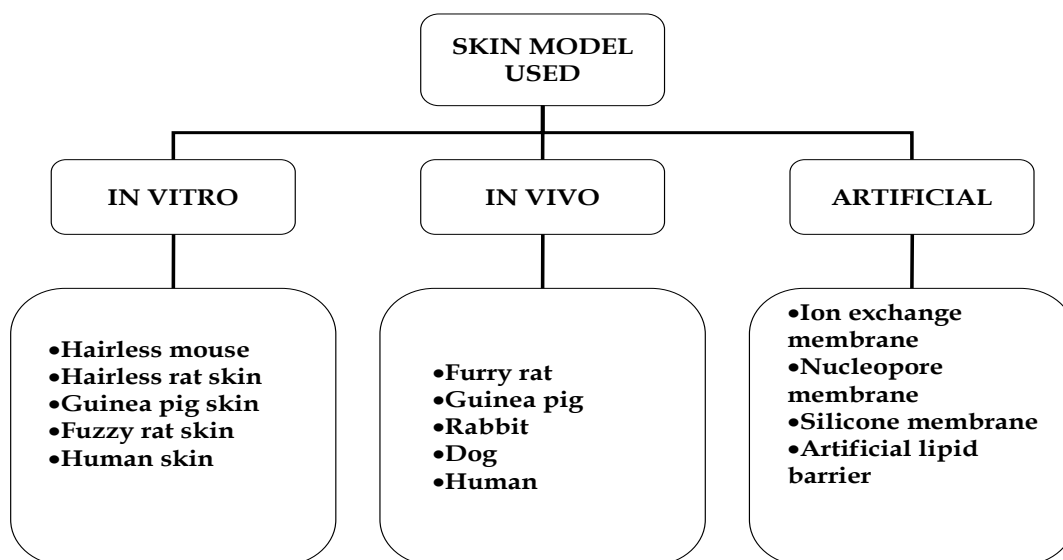 SKIN MODEL
USED
IN VITRO
IN VIVO
ARTIFICIAL
•Hairless mouse
•Hairless rat skin
•Guinea pig skin
•Fuzzy rat skin
•Human skin
•Furry rat
•Guinea pig
•Rabbit
•Dog
•Human
•Ion exchange
membrane
•Nucleopore
membrane
•Silicone membrane
•Artificial lipid
barrier